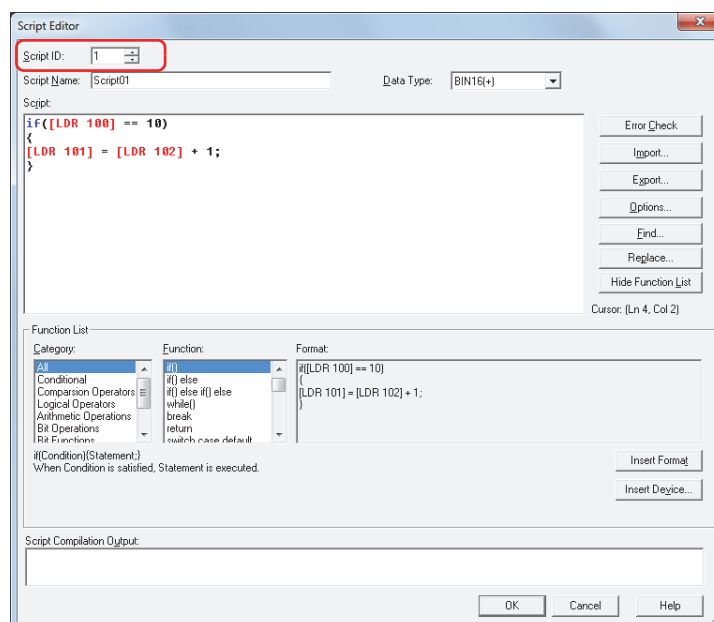 Script Editor
Script ID: 1
Script Name: Script01 Data Type: BIN16(+)
Script:
if([LDR 100] == 10)
{
[LDR 101] = [LDR 102] + 1;
}
Error Check
Import...
Export...
Options...
Find...
Replace...
Hide Function List
Cursor: (Ln 4, Col 2)
Function List
Category: Function: Format:
All
Conditional
Comparsion Operators
Logical Operators
Arithmetic Operations
Bit Operations
Bit Functions
if()
if() else
if() else if() else
while()
break
return
switch case default
if([LDR 100] == 10)
{
[LDR 101] = [LDR 102] + 1;
}
if(Condition){Statement;}
When Condition is satisfied, Statement is executed.
Insert Format
Insert Device...
Script Compilation Output:
OK Cancel Help